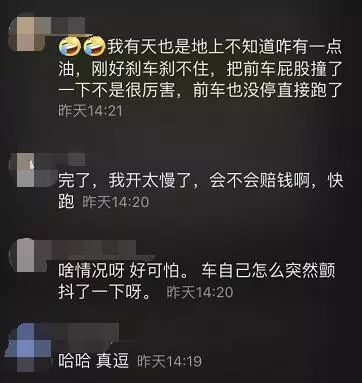 🤣🤣我有天也是地上不知道咋有一点
油，刚好刹车刹不住，把前车屁股撞了
一下不是很厉害，前车也没停直接跑了
昨天14:21
完了，我开太慢了，会不会赔钱啊，快
跑 昨天14:20
啥情况呀 好可怕。 车自己怎么突然颤
抖了一下呀。 昨天14:20
哈哈 真逗 昨天14:19